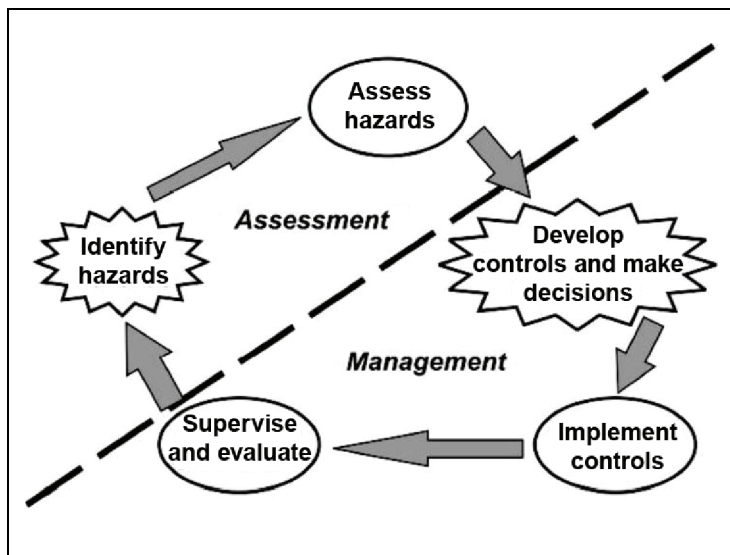 Assess
hazards
Assessment
Identify
hazards
Develop
controls and make
decisions
Management
Supervise
and evaluate
Implement
controls